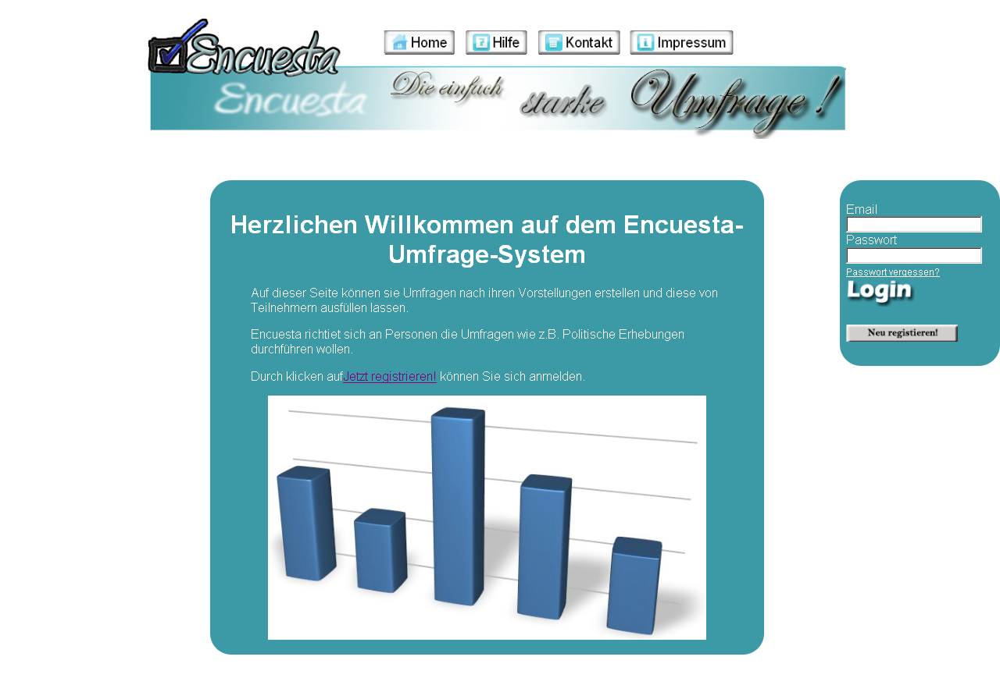 Encuesta
Home
Hilfe
Kontakt
Impressum
Encuesta
Die einfach starke Umfrage !
Herzlichen Willkommen auf dem Encuesta-
Umfrage-System
Auf dieser Seite können sie Umfragen nach ihren Vorstellungen erstellen und diese von
Teilnehmern ausfüllen lassen.
Encuesta richtiet sich an Personen die Umfragen wie z.B. Politische Erhebungen
durchführen wollen.
Durch klicken aufJetzt registrieren! können Sie sich anmelden.
Email
Passwort
Passwort vergessen?
Login
Neu registieren!